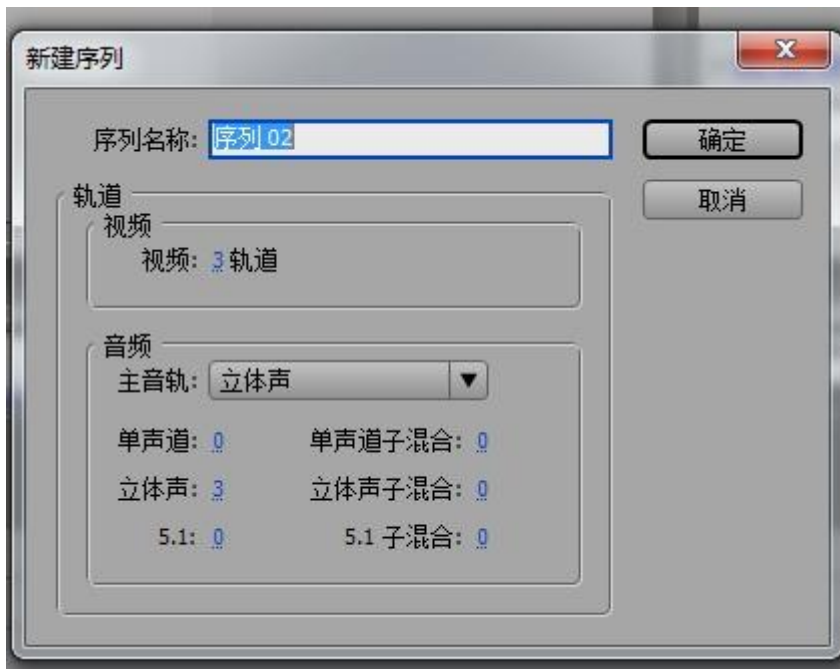 新建序列
序列名称: 序列 02
确定
取消
轨道
视频
视频: 3 轨道
音频
主音轨: 立体声
单声道: 0 单声道子混合: 0
立体声: 3 立体声子混合: 0
5.1: 0 5.1 子混合: 0